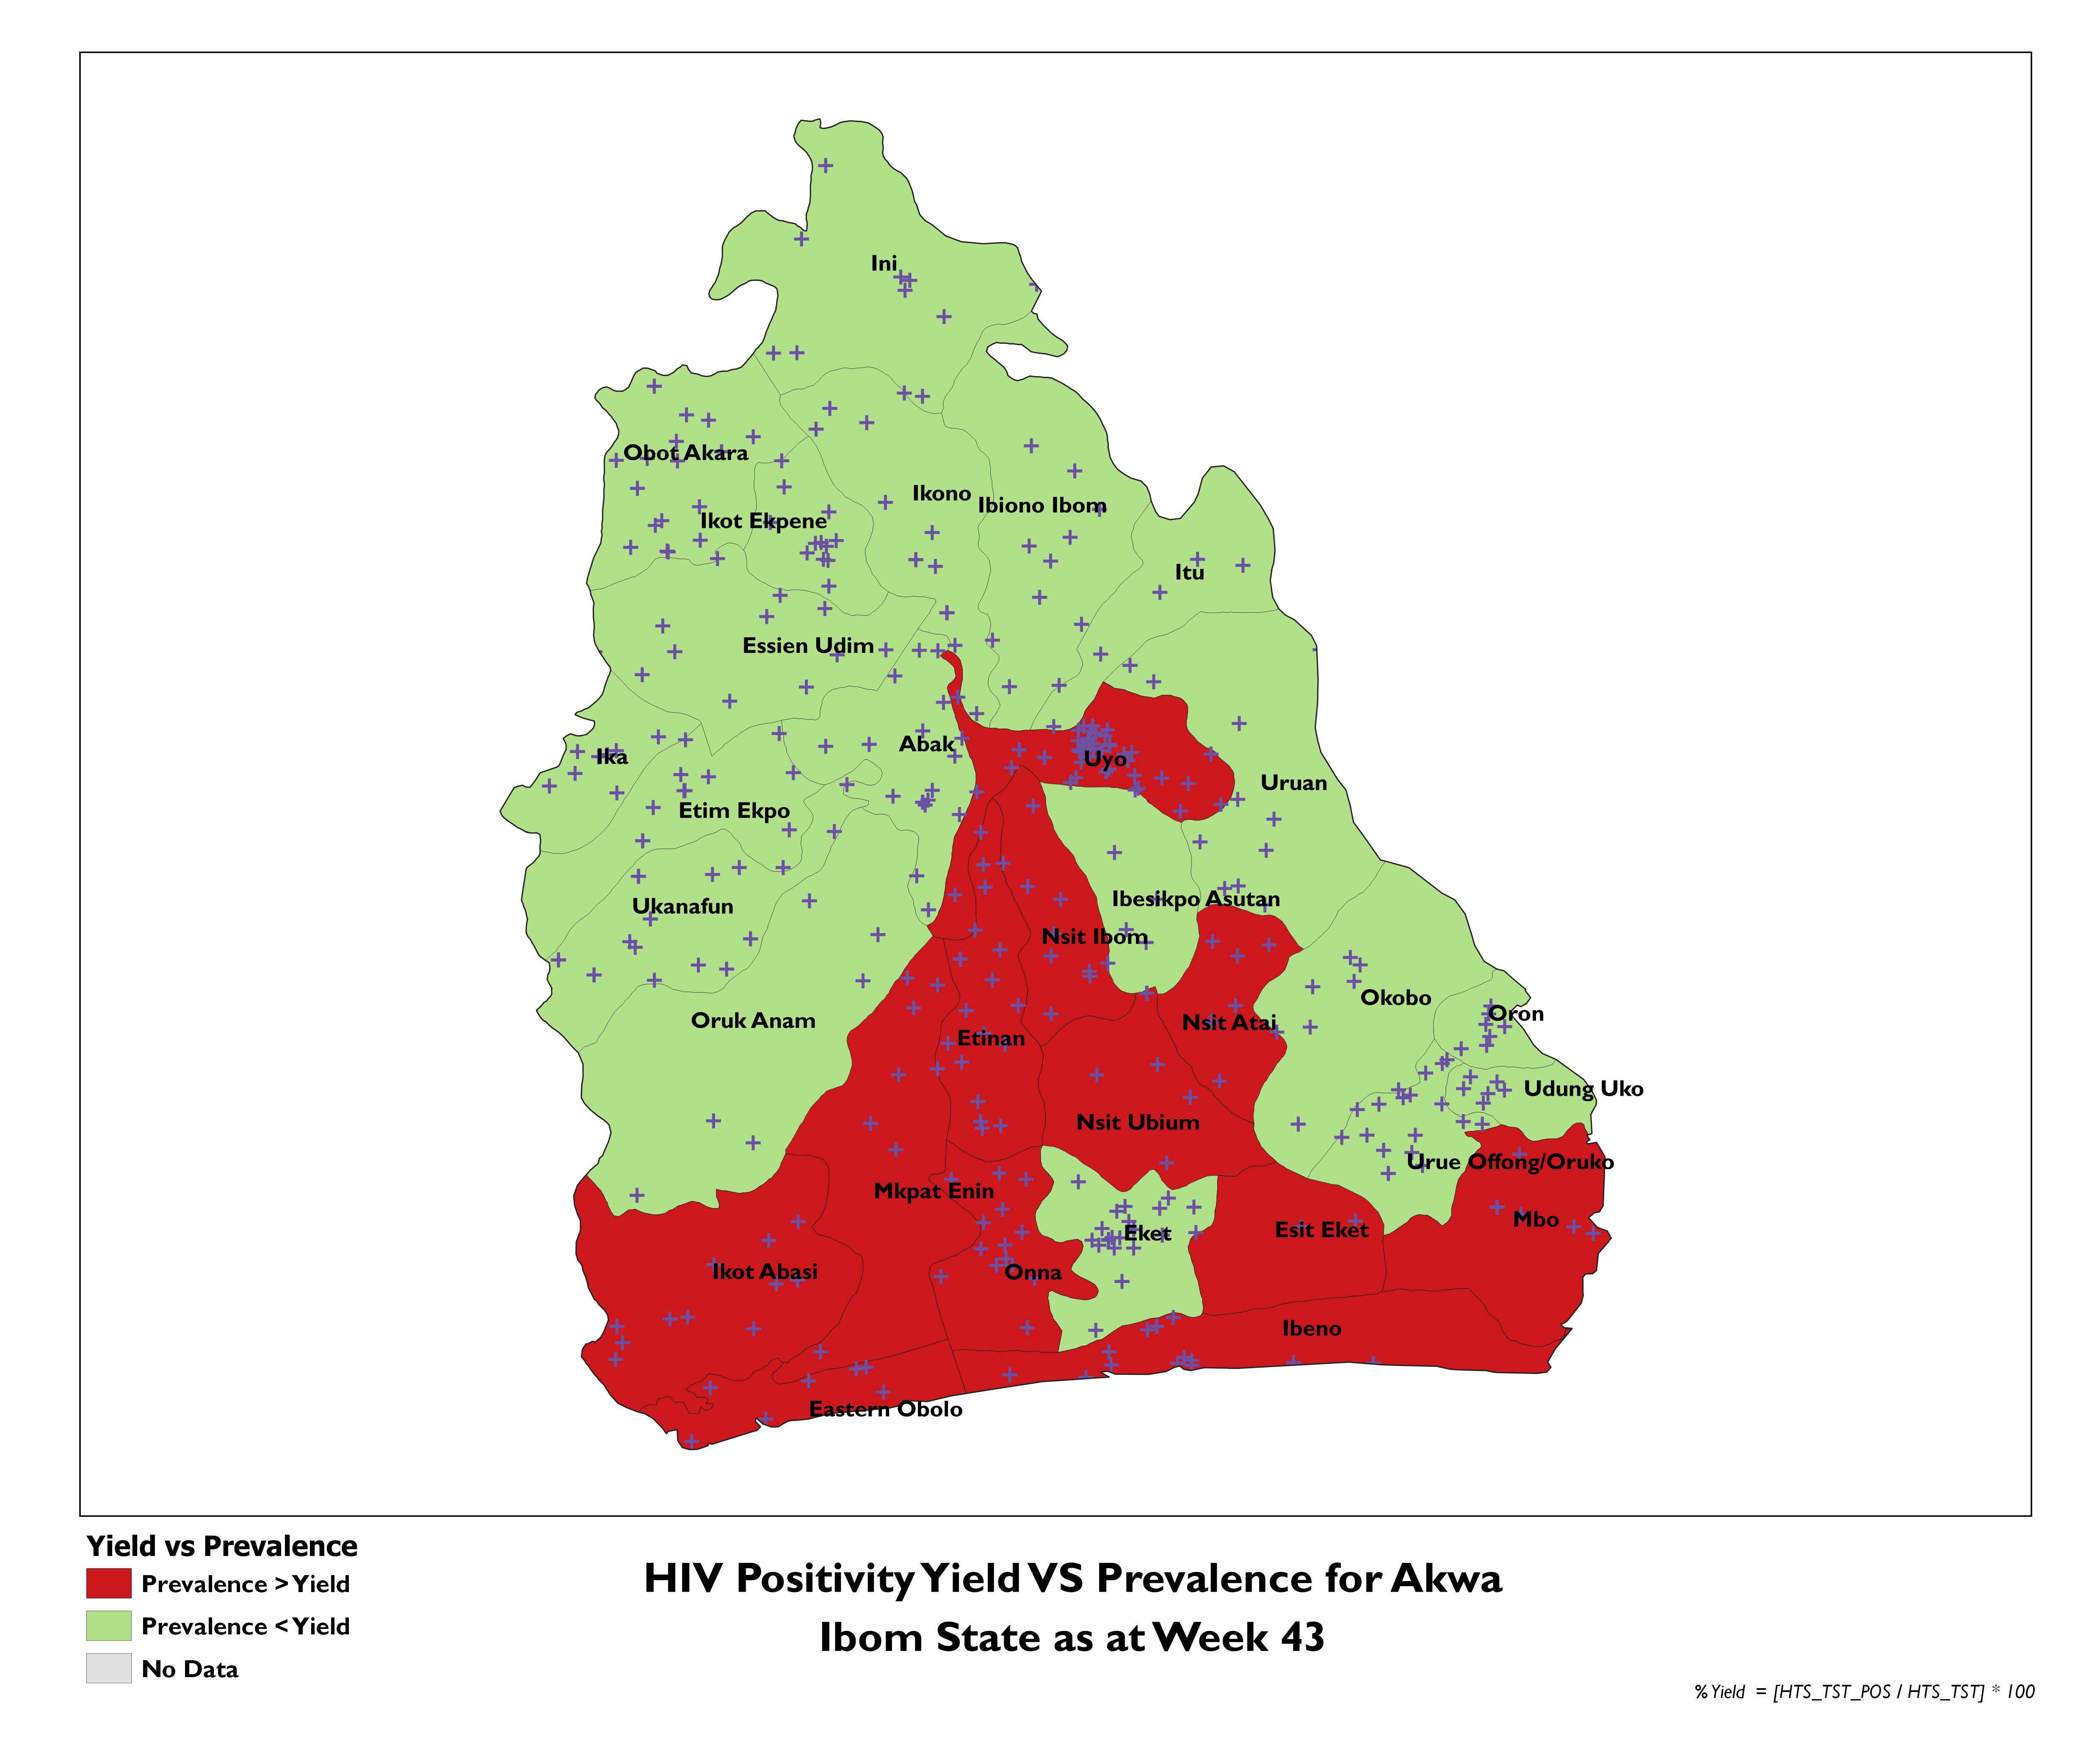 Ini
Obot Akara
Ikono
Ibiono Ibom
Ikot Ekpene
Itu
Essien Udim
Abak
Ika
Uyo
Uruan
Etim Ekpo
Ibesikpo Asutan
Ukanafun
Nsit Ibom
Okobo
Oron
Oruk Anam
Nsit Atai
Etinan
Udung Uko
Nsit Ubium
Urue Offong/Oruko
Mkpat Enin
Mbo
Esit Eket
Eket
Ikot Abasi
Onna
Ibeno
Eastern Obolo
Yield vs Prevalence
Prevalence > Yield
Prevalence < Yield
No Data
HIV Positivity Yield VS Prevalence for Akwa
Ibom State as at Week 43
% Yield = [HTS_TST_POS / HTS_TST] * 100